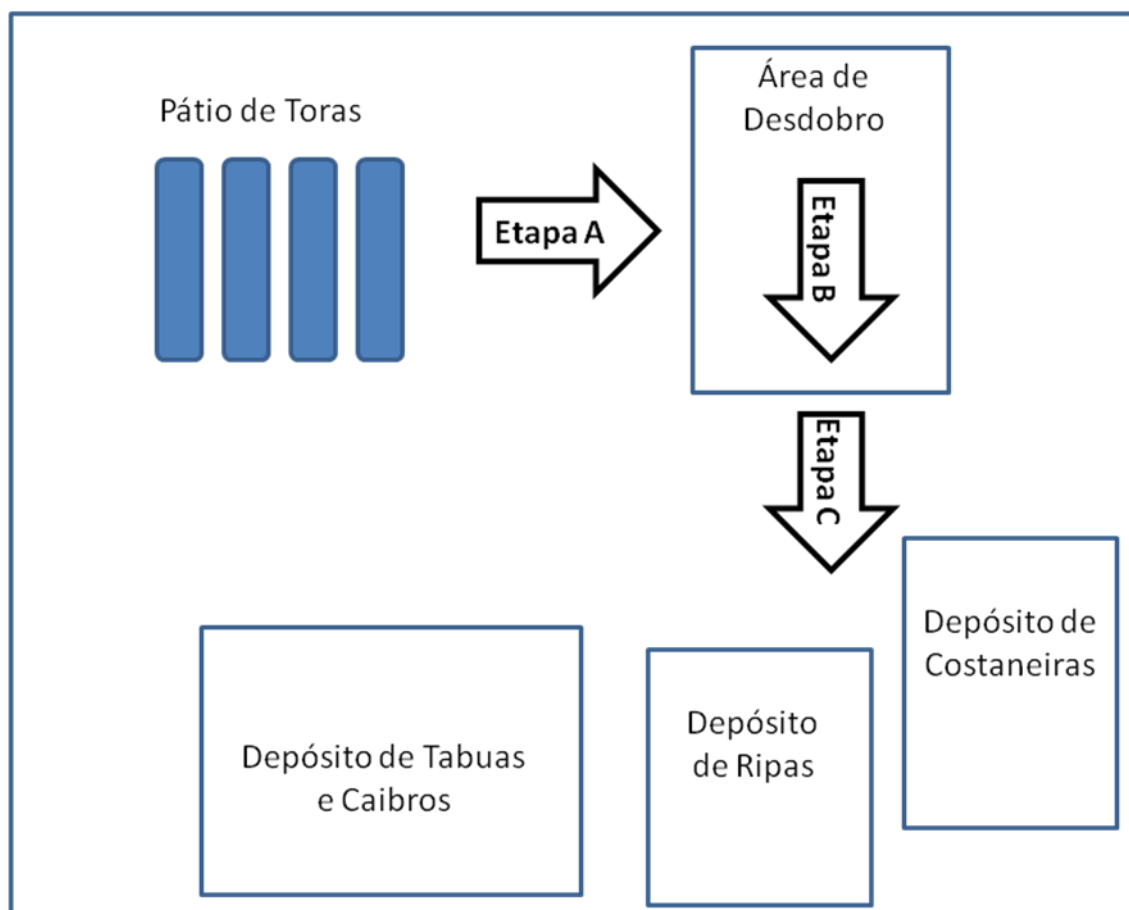 Pátio de Toras
Etapa A
Área de
Desdobro
Etapa B
Etapa C
Depósito de Tabuas
e Caibros
Depósito
de Ripas
Depósito de
Costaneiras